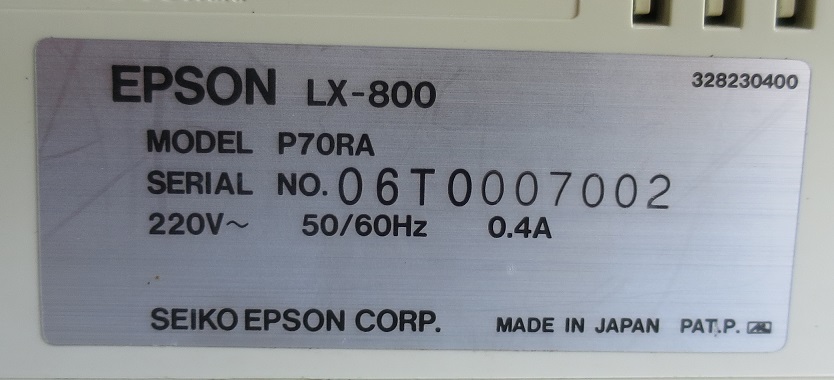 EPSON LX-800 328230400
MODEL P70RA
SERIAL NO. 06T0007002
220V~ 50/60Hz 0.4A
SEIKO EPSON CORP. MADE IN JAPAN PAT.P.